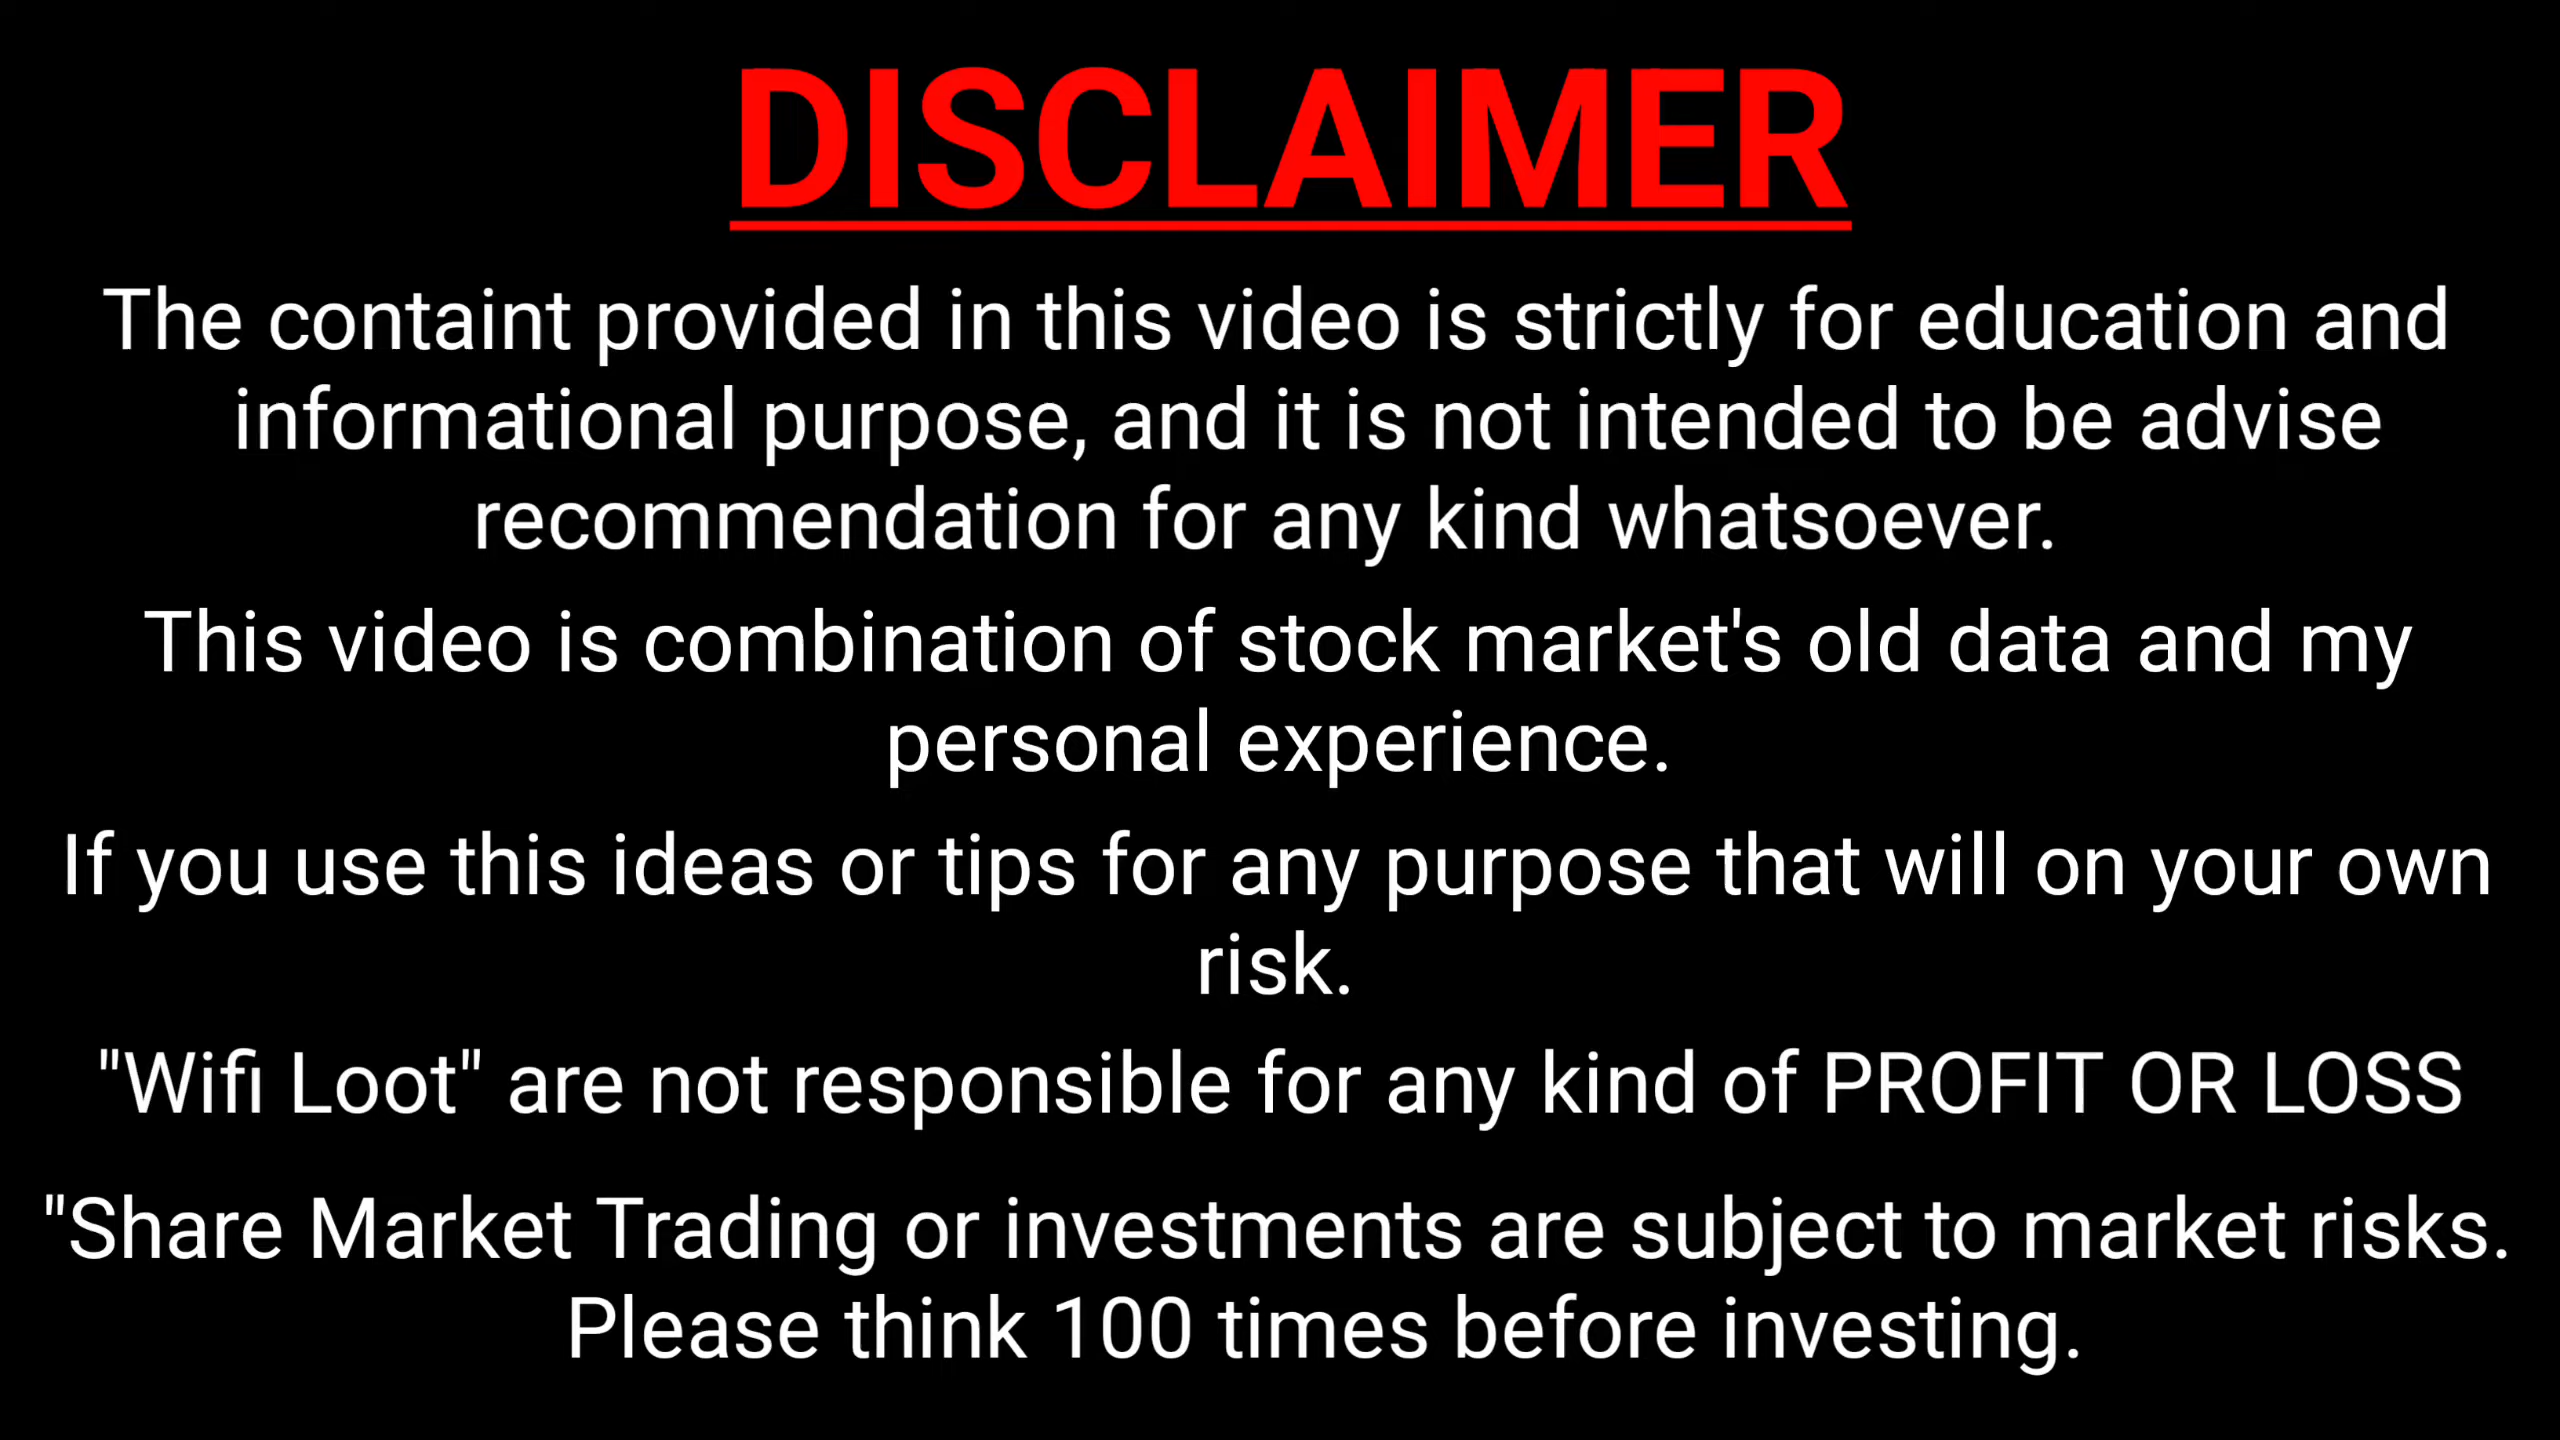 DISCLAIMER
The containt provided in this video is strictly for education and
informational purpose, and it is not intended to be advise
recommendation for any kind whatsoever.
This video is combination of stock market's old data and my
personal experience.
If you use this ideas or tips for any purpose that will on your own
risk.
"Wifi Loot" are not responsible for any kind of PROFIT OR LOSS
"Share Market Trading or investments are subject to market risks.
Please think 100 times before investing.